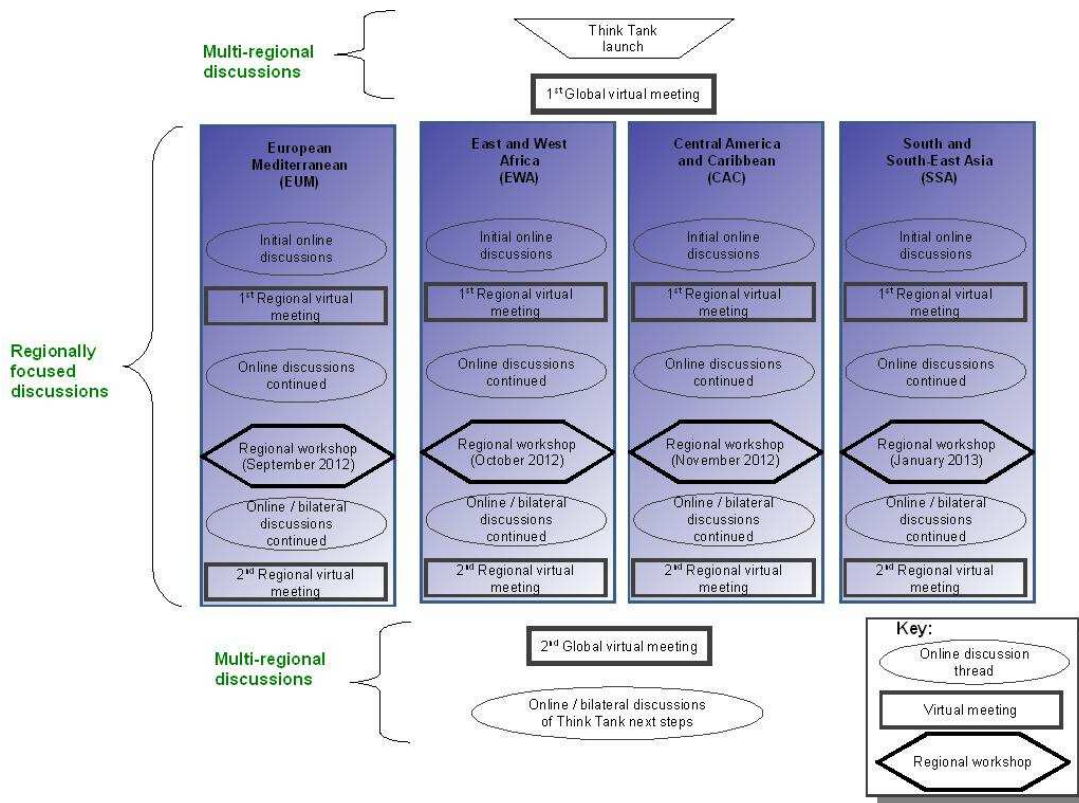 Think Tank
launch
Multi-regional
discussions
1st Global virtual meeting
European
Mediterranean
(EUM)
Initial online
discussions
1st Regional virtual
meeting
Online discussions
continued
Regional workshop
(September 2012)
Online / bilateral
discussions
continued
2nd Regional virtual
meeting
East and West
Africa
(EWA)
Initial online
discussions
1st Regional virtual
meeting
Online discussions
continued
Regional workshop
(October 2012)
Online / bilateral
discussions
continued
2nd Regional virtual
meeting
Central America
and Caribbean
(CAC)
Initial online
discussions
1st Regional virtual
meeting
Online discussions
continued
Regional workshop
(November 2012)
Online / bilateral
discussions
continued
2nd Regional virtual
meeting
South and
South-East Asia
(SSA)
Initial online
discussions
1st Regional virtual
meeting
Online discussions
continued
Regional workshop
(January 2013)
Online / bilateral
discussions
continued
2nd Regional virtual
meeting
Regionally
focused
discussions
Multi-regional
discussions
2nd Global virtual meeting
Online / bilateral discussions
of Think Tank next steps
Key:
Online discussion
thread
Virtual meeting
Regional workshop